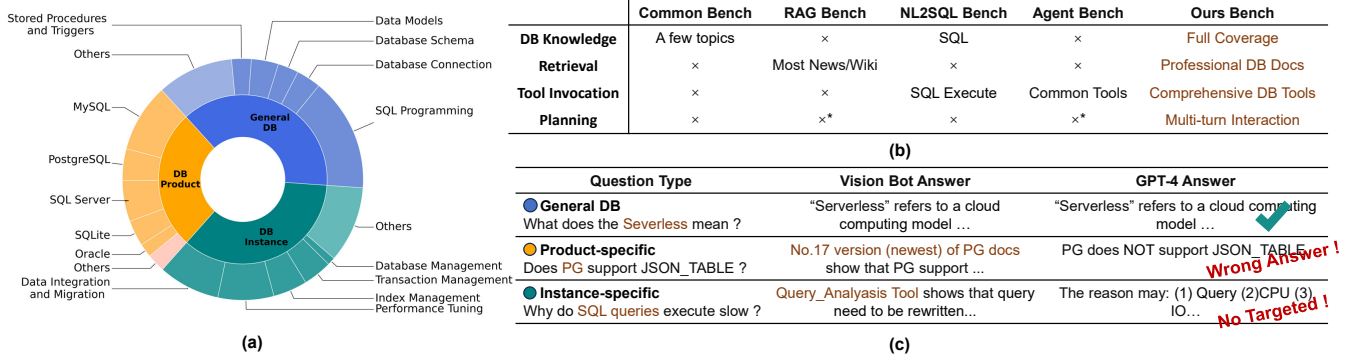 Stored Procedures
and Triggers
Others
MySQL
PostgreSQL
SQL Server
SQLite
Oracle
Others
Data Integration
and Migration
General
DB
DB
Product
DB
Instance
Data Models
Database Schema
Database Connection
SQL Programming
Others
Database Management
Transaction Management
Index Management
Performance Tuning
(a)
Common Bench RAG Bench NL2SQL Bench Agent Bench Ours Bench
DB Knowledge A few topics × SQL × Full Coverage
Retrieval × Most News/Wiki × × Professional DB Docs
Tool Invocation × × SQL Execute Common Tools Comprehensive DB Tools
Planning × ×* × ×* Multi-turn Interaction
(b)
Question Type Vision Bot Answer GPT-4 Answer
General DB
What does the Severless mean ?
“Serverless” refers to a cloud
computing model …
“Serverless” refers to a cloud computing
model …
Product-specific
Does PG support JSON_TABLE ?
No.17 version (newest) of PG docs
show that PG support ...
PG does NOT support JSON_TABLE
Wrong Answer !
Instance-specific
Why do SQL queries execute slow ?
Query_Analyasis Tool shows that query
need to be rewritten...
The reason may: (1) Query (2)CPU (3)
IO…
No Targeted !
(c)